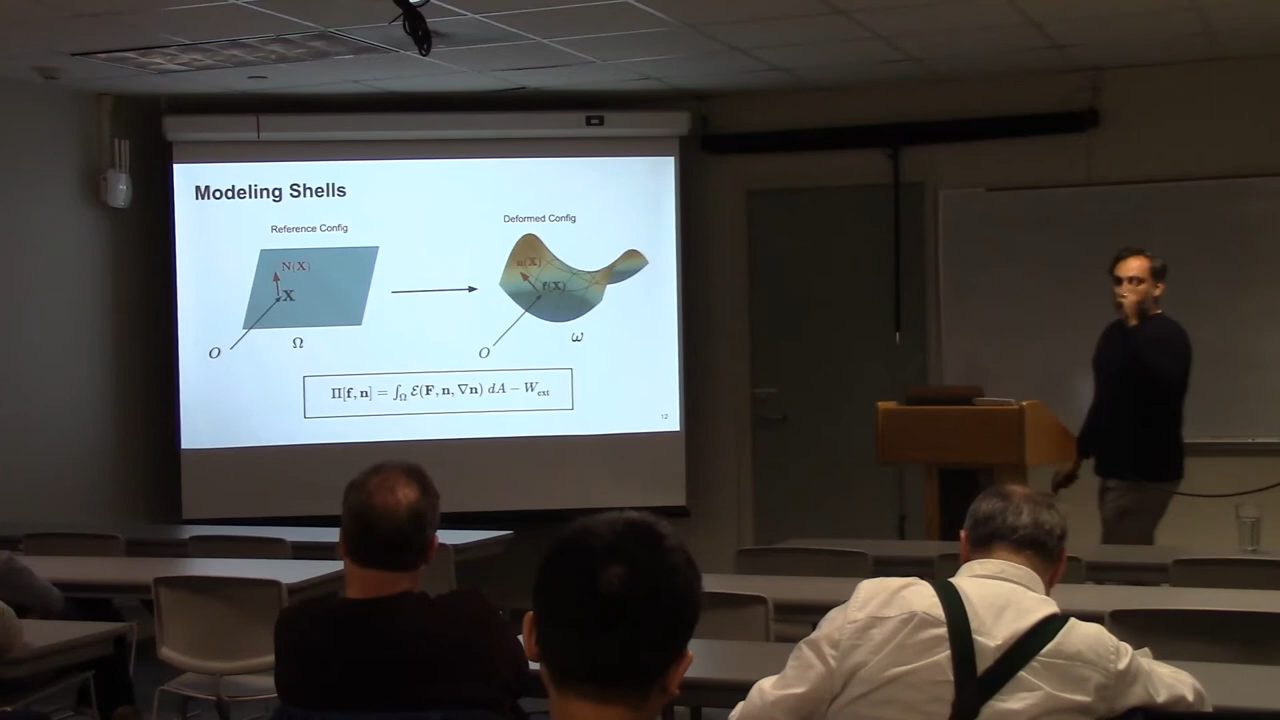 Modeling Shells
Reference Config
Deformed Config
N(X)
X
O
Ω
n(X)
f(X)
O
ω
Π[f, n] = ∫_Ω ℰ(F, n, ∇n) dA − W_ext
12